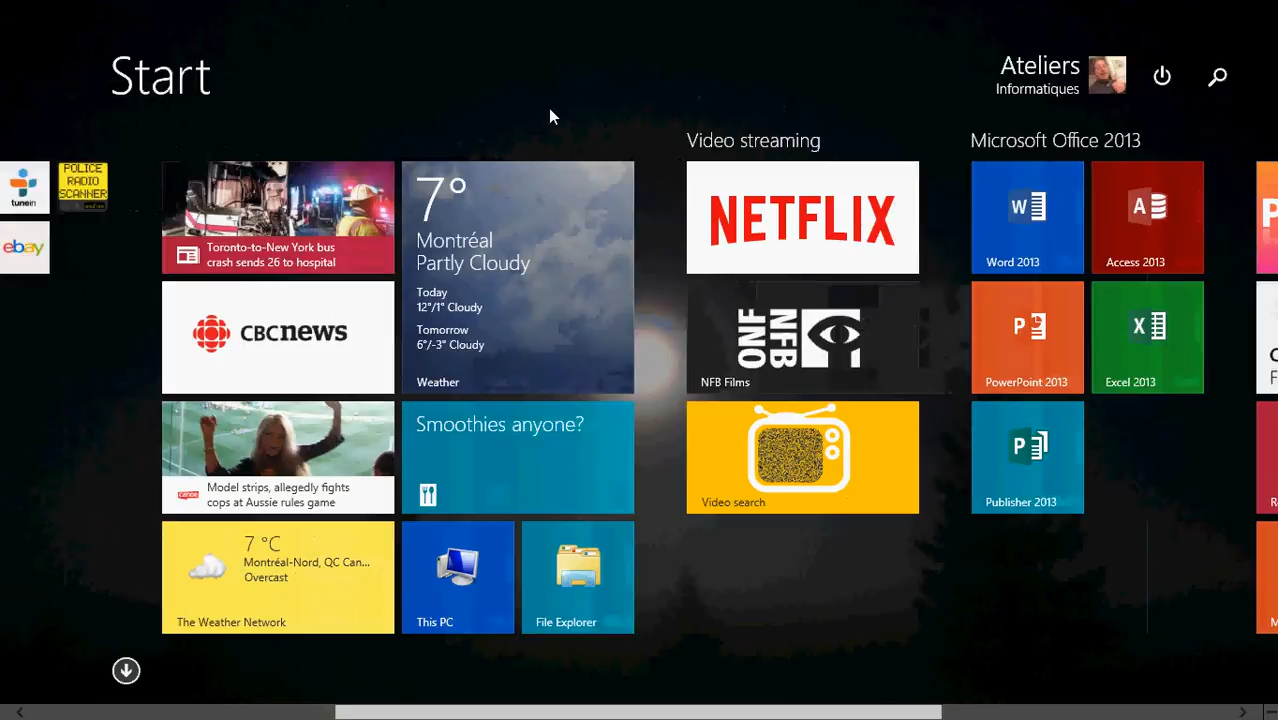 Start
Ateliers
Informatiques
tunein
POLICE
RADIO
SCANNER
ebay
Toronto-to-New York bus
crash sends 26 to hospital
CBCnews
Canoe
Model strips, allegedly fights
cops at Aussie rules game
7 °C
Montréal-Nord, QC Can...
Overcast
The Weather Network
7°
Montréal
Partly Cloudy
Today
12°/1° Cloudy
Tomorrow
6°/-3° Cloudy
Weather
Smoothies anyone?
This PC
File Explorer
Video streaming
NETFLIX
ONF
NFB
NFB Films
Video search
Microsoft Office 2013
W
Word 2013
A
Access 2013
P
PowerPoint 2013
X
Excel 2013
P
Publisher 2013